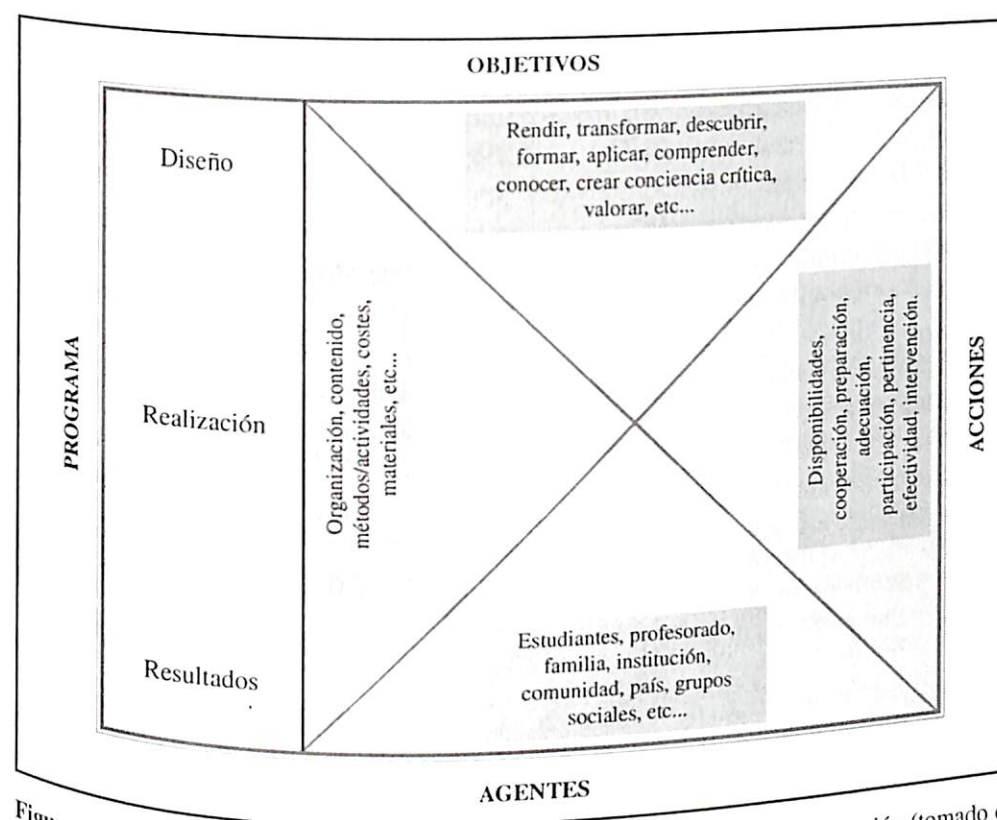 OBJETIVOS
Diseño
Rendir, transformar, descubrir,
formar, aplicar, comprender,
conocer, crear conciencia crítica,
valorar, etc...
PROGRAMA
Realización
Organización, contenido,
métodos/actividades, costes,
materiales, etc...
Disponibilidades,
cooperación, preparación,
adecuación,
participación, pertinencia,
efectividad, intervención.
ACCIONES
Resultados
Estudiantes, profesorado,
familia, institución,
comunidad, país, grupos
sociales, etc...
AGENTES
(tomado